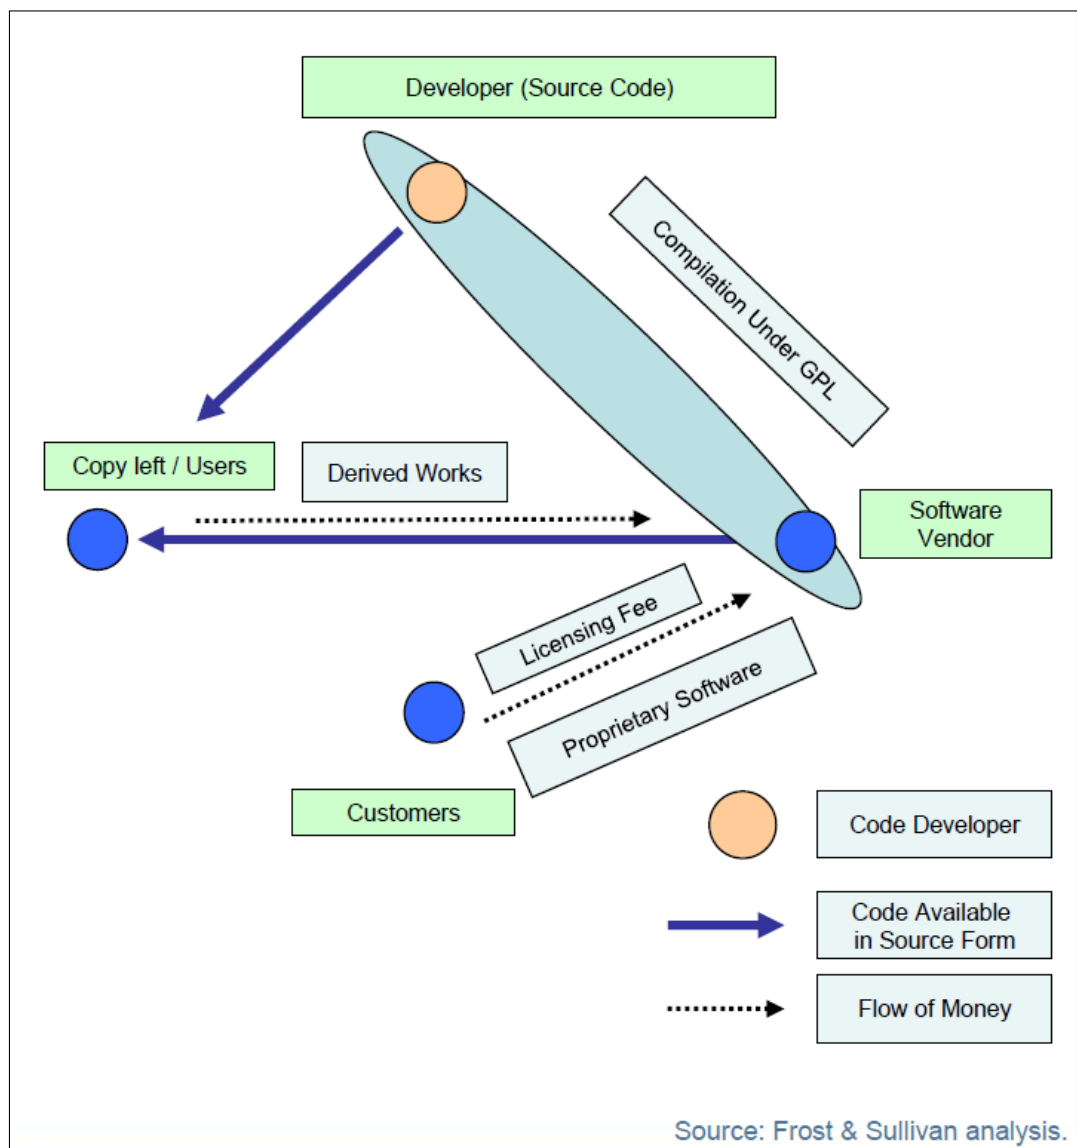 Developer (Source Code)
Compilation Under GPL
Copy left / Users
Derived Works
Software
Vendor
Licensing Fee
Proprietary Software
Customers
Code Developer
Code Available
in Source Form
Flow of Money
Source: Frost & Sullivan analysis.